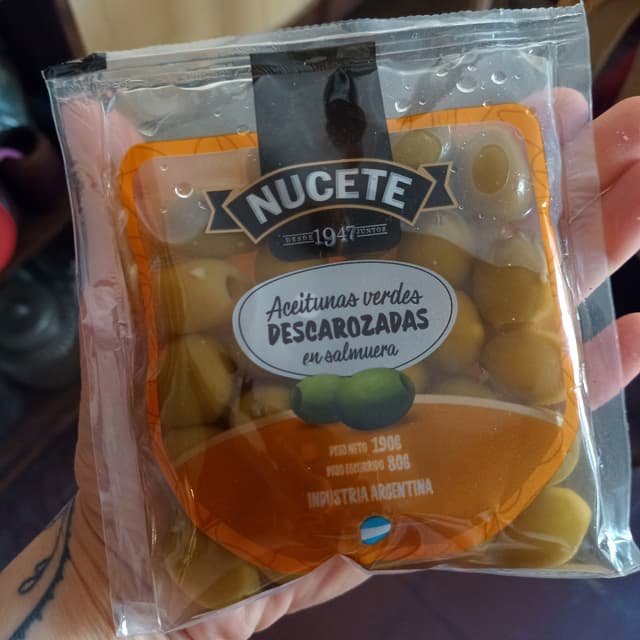 NUCETE
DESDE 1947 JUNTOS
Aceitunas verdes
DESCAROZADAS
en salmuera
PESO NETO 190G
PESO ESCURRIDO 80G
INDUSTRIA ARGENTINA